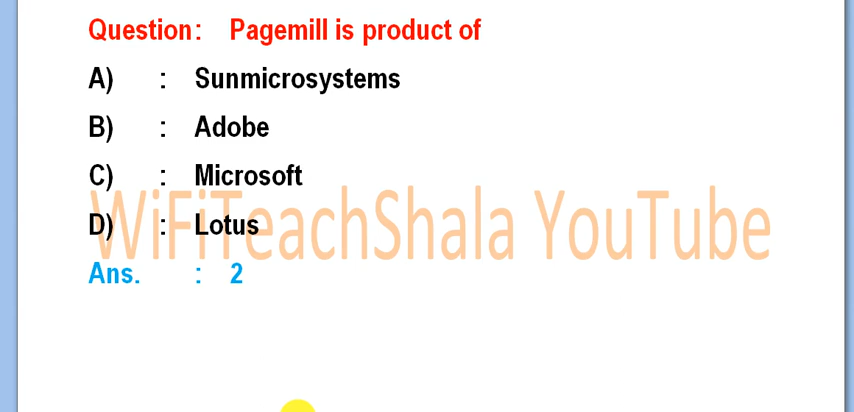 Question: Pagemill is product of
A) : Sunmicrosystems
B) : Adobe
C) : Microsoft
WiFiTeachShala YouTube
D) : Lotus
Ans. : 2